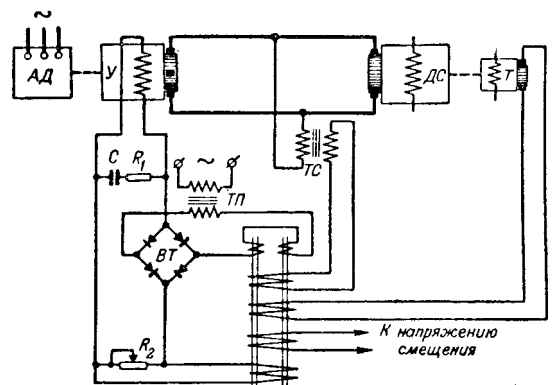 ~
АД
У
ДС
Т
С
R₁
~
ТС
ТП
ВТ
R₂
К напряжению
смещения